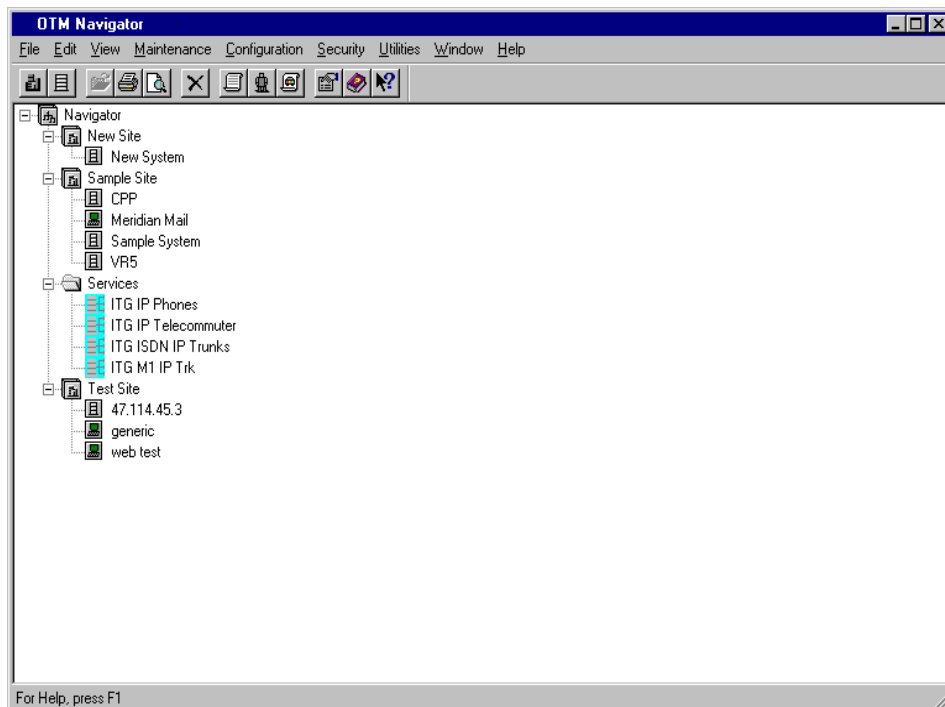 OTM Navigator
File Edit View Maintenance Configuration Security Utilities Window Help
Navigator
New Site
New System
Sample Site
CPP
Meridian Mail
Sample System
VR5
Services
ITG IP Phones
ITG IP Telecommuter
ITG ISDN IP Trunks
ITG M1 IP Trk
Test Site
47.114.45.3
generic
web test
For Help, press F1